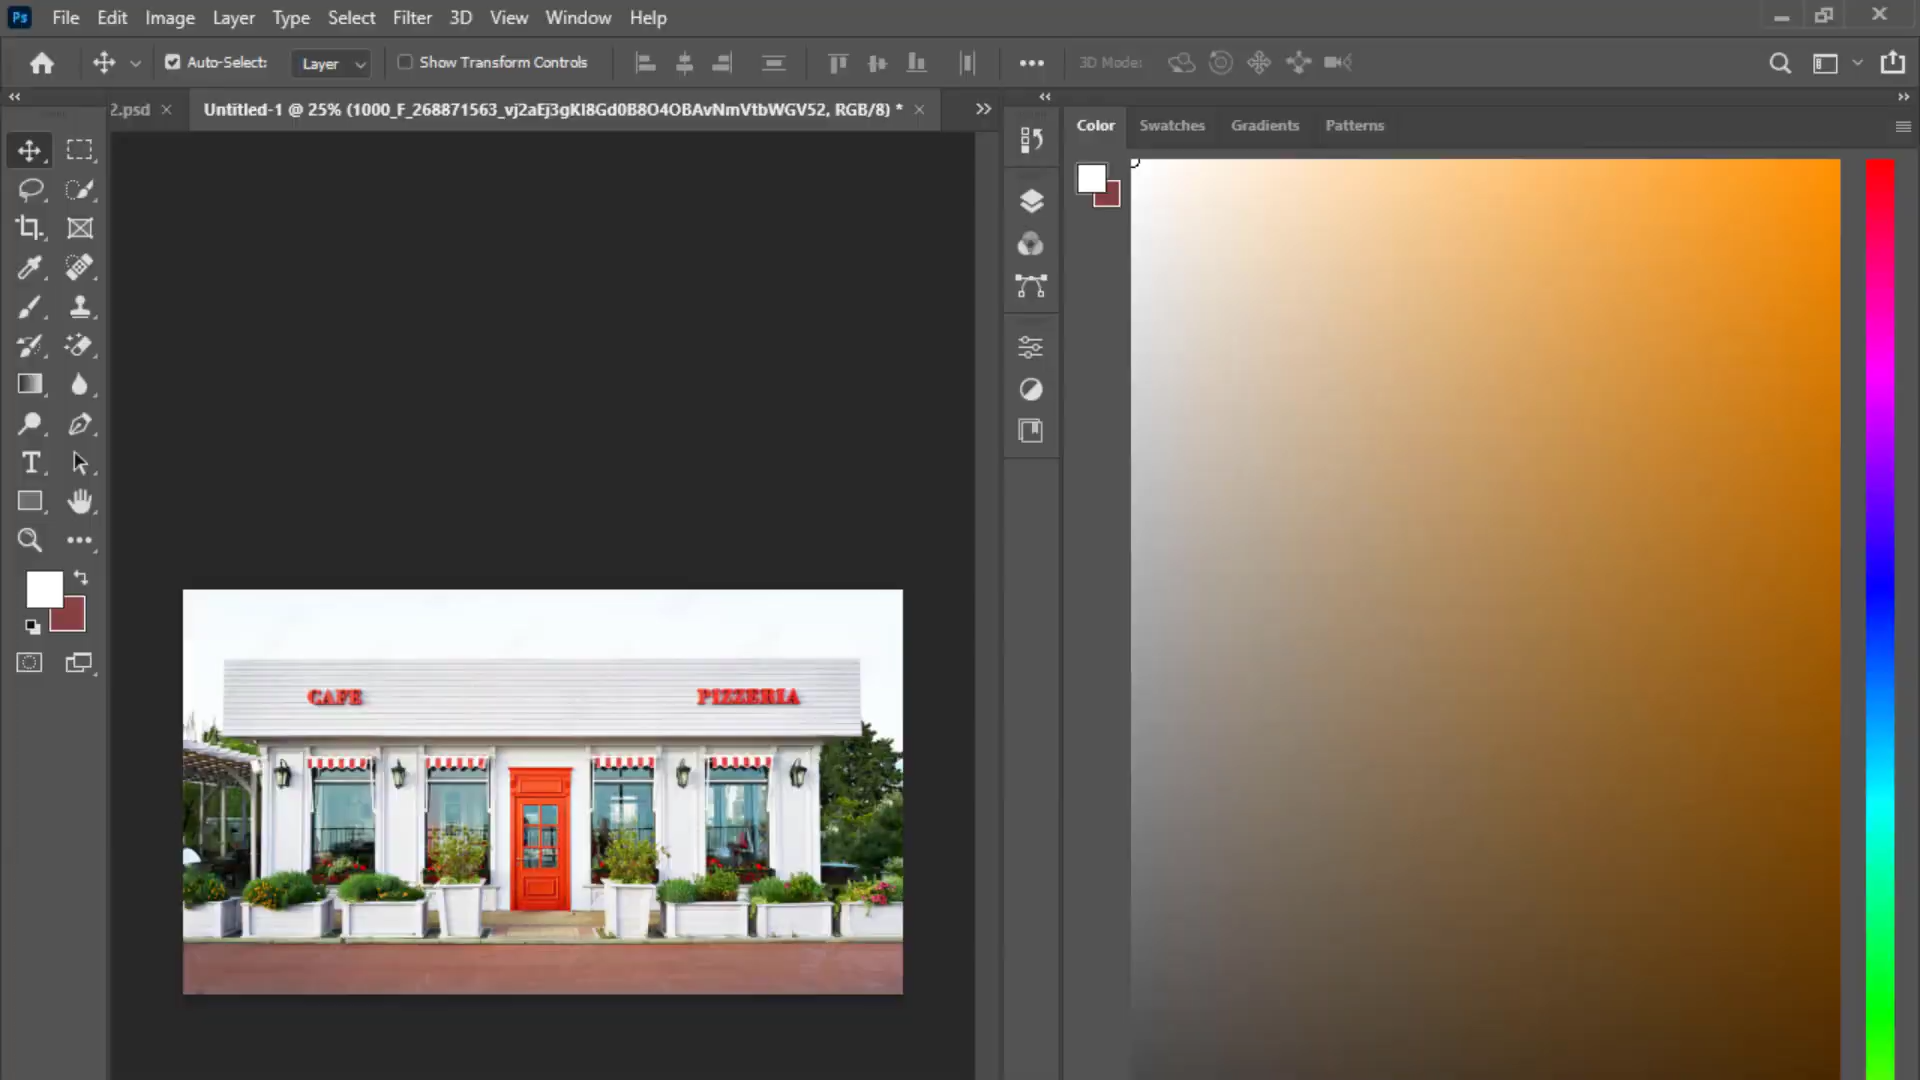 Ps File Edit Image Layer Type Select Filter 3D View Window Help
Auto-Select: Layer Show Transform Controls 3D Mode:
2.psd × Untitled-1 @ 25% (1000_F_268871563_vj2aEj3gKl8Gd0B8O4OBAvNmVtbWGV52, RGB/8) * ×
Color Swatches Gradients Patterns
T
CAFE PIZZERIA